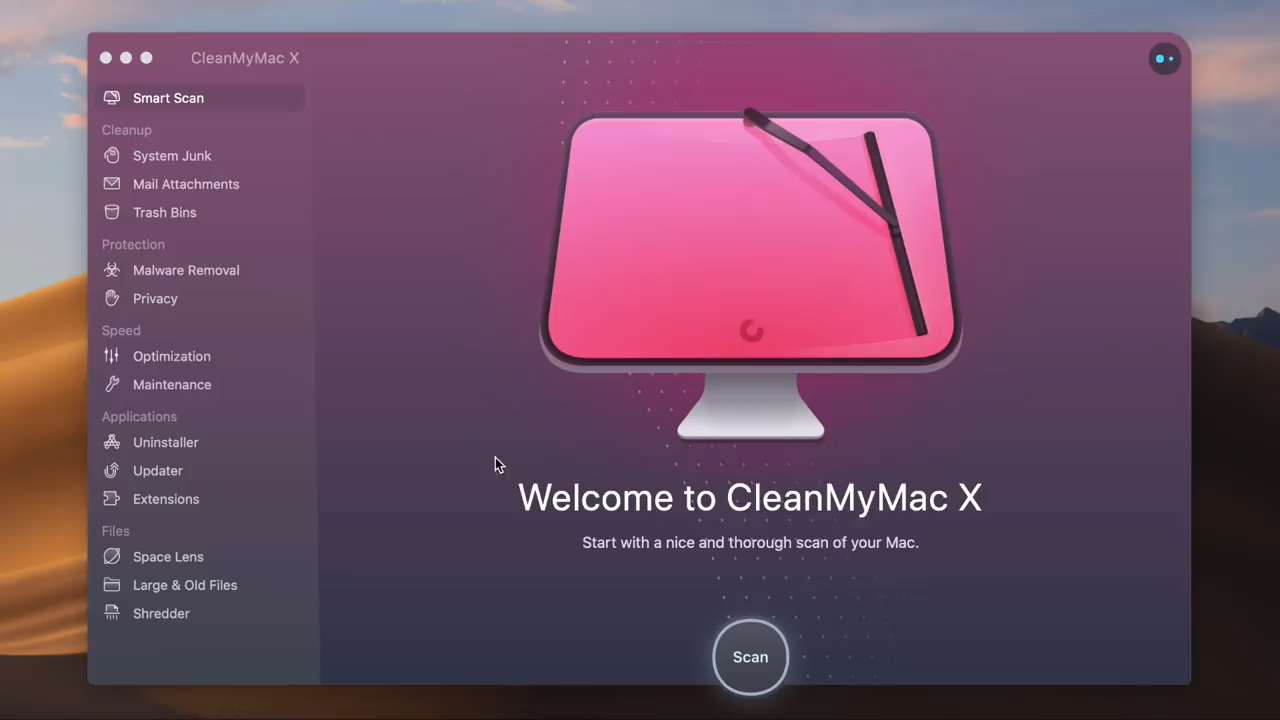 CleanMyMac X
Smart Scan
Cleanup
System Junk
Mail Attachments
Trash Bins
Protection
Malware Removal
Privacy
Speed
Optimization
Maintenance
Applications
Uninstaller
Updater
Extensions
Files
Space Lens
Large & Old Files
Shredder
Welcome to CleanMyMac X
Start with a nice and thorough scan of your Mac.
Scan